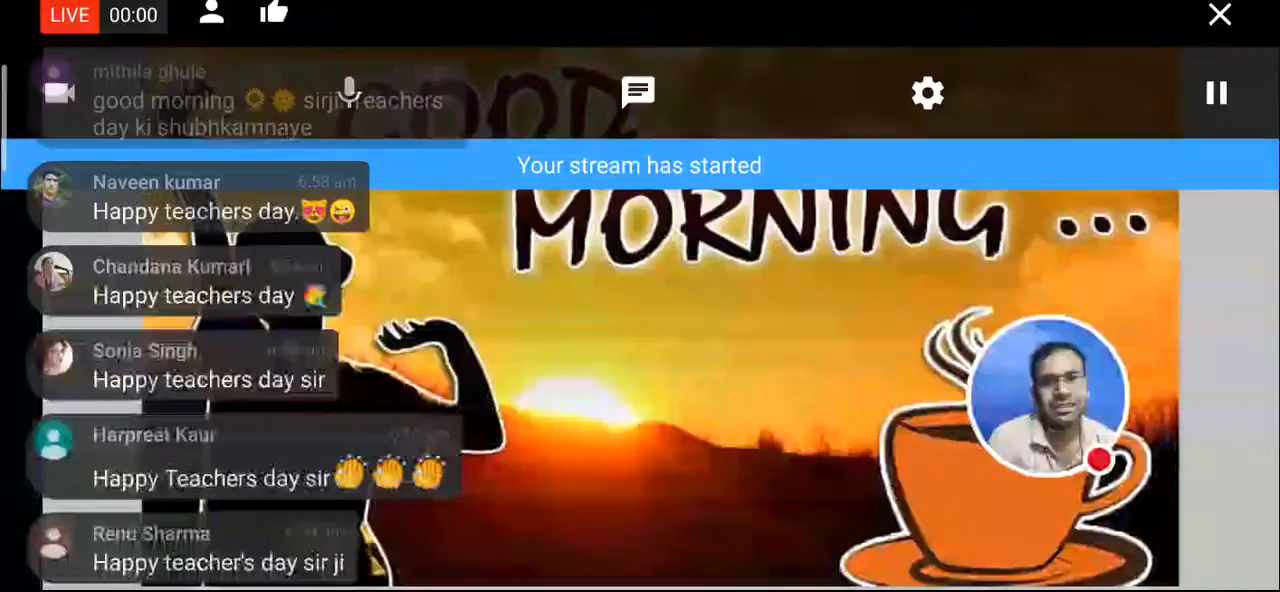 LIVE 00:00
mithila ghule
good morning 🌞 🌞 sirji Teachers
day ki shubhkamnaye
GOOD
Your stream has started
Naveen kumar 6.58 am
Happy teachers day.😻😜
MORNING ...
Chandana Kumari
Happy teachers day 💐
Sonia Singh
Happy teachers day sir
Harpreet Kaur
Happy Teachers day sir👏👏👏
Renu Sharma
Happy teacher's day sir ji